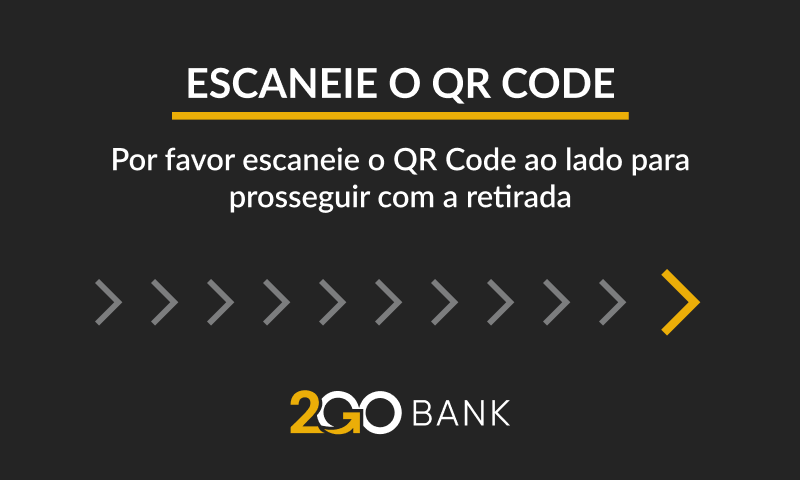 ESCANEIE O QR CODE
Por favor escaneie o QR Code ao lado para
prosseguir com a retirada
2GO BANK